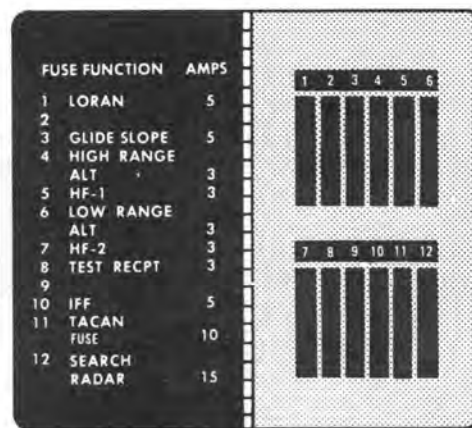 FUSE FUNCTION AMPS
1 LORAN 5
2
3 GLIDE SLOPE 5
4 HIGH RANGE
ALT 3
5 HF-1 3
6 LOW RANGE
ALT 3
7 HF-2 3
8 TEST RECPT 3
9
10 IFF 5
11 TACAN
FUSE 10
12 SEARCH
RADAR 15
1 2 3 4 5 6
7 8 9 10 11 12